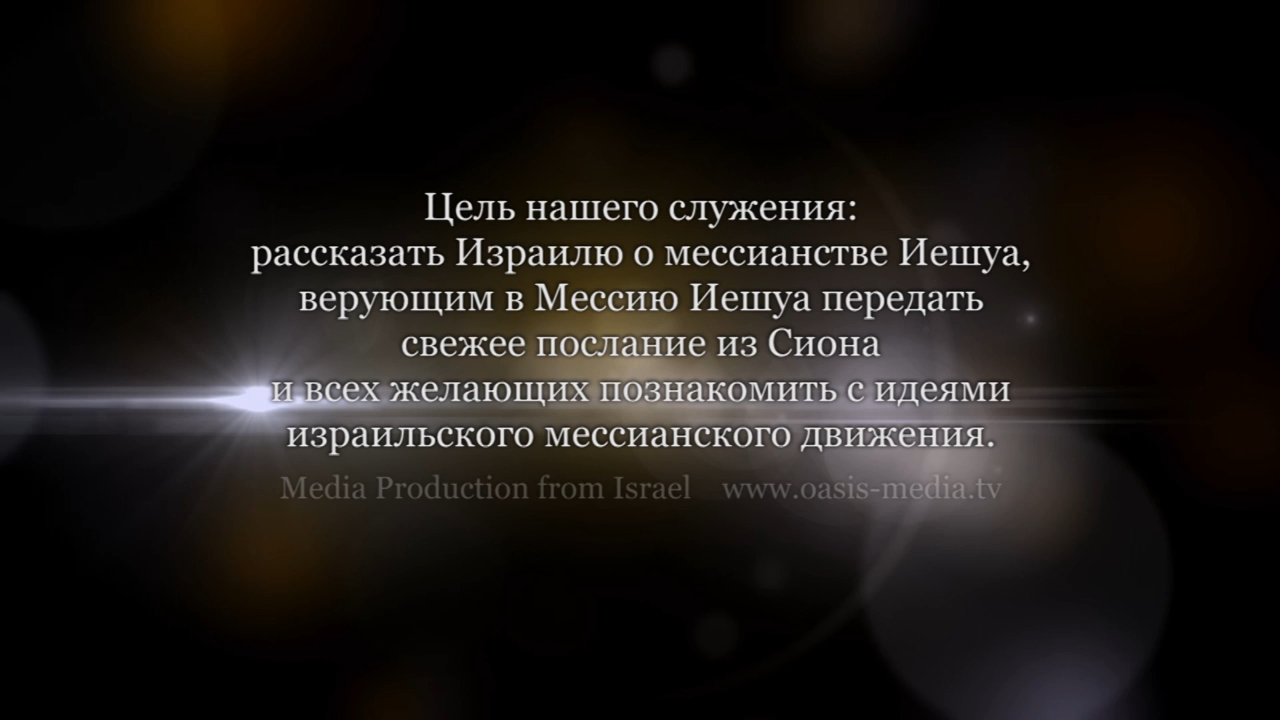 Цель нашего служения:
рассказать Израилю о мессианстве Иешуа,
верующим в Мессию Иешуа передать
свежее послание из Сиона
и всех желающих познакомить с идеями
израильского мессианского движения.
Media Production from Israel www.oasis-media.tv